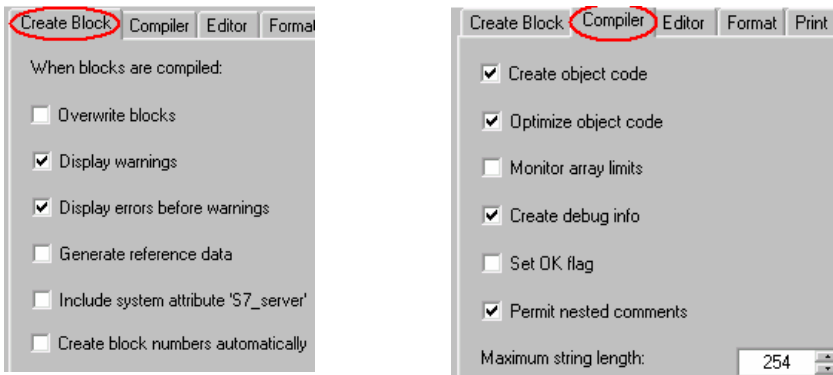 Create Block Compiler Editor Format
When blocks are compiled:
Overwrite blocks
Display warnings
Display errors before warnings
Generate reference data
Include system attribute 'S7_server'
Create block numbers automatically
Create Block Compiler Editor Format Print
Create object code
Optimize object code
Monitor array limits
Create debug info
Set OK flag
Permit nested comments
Maximum string length: 254